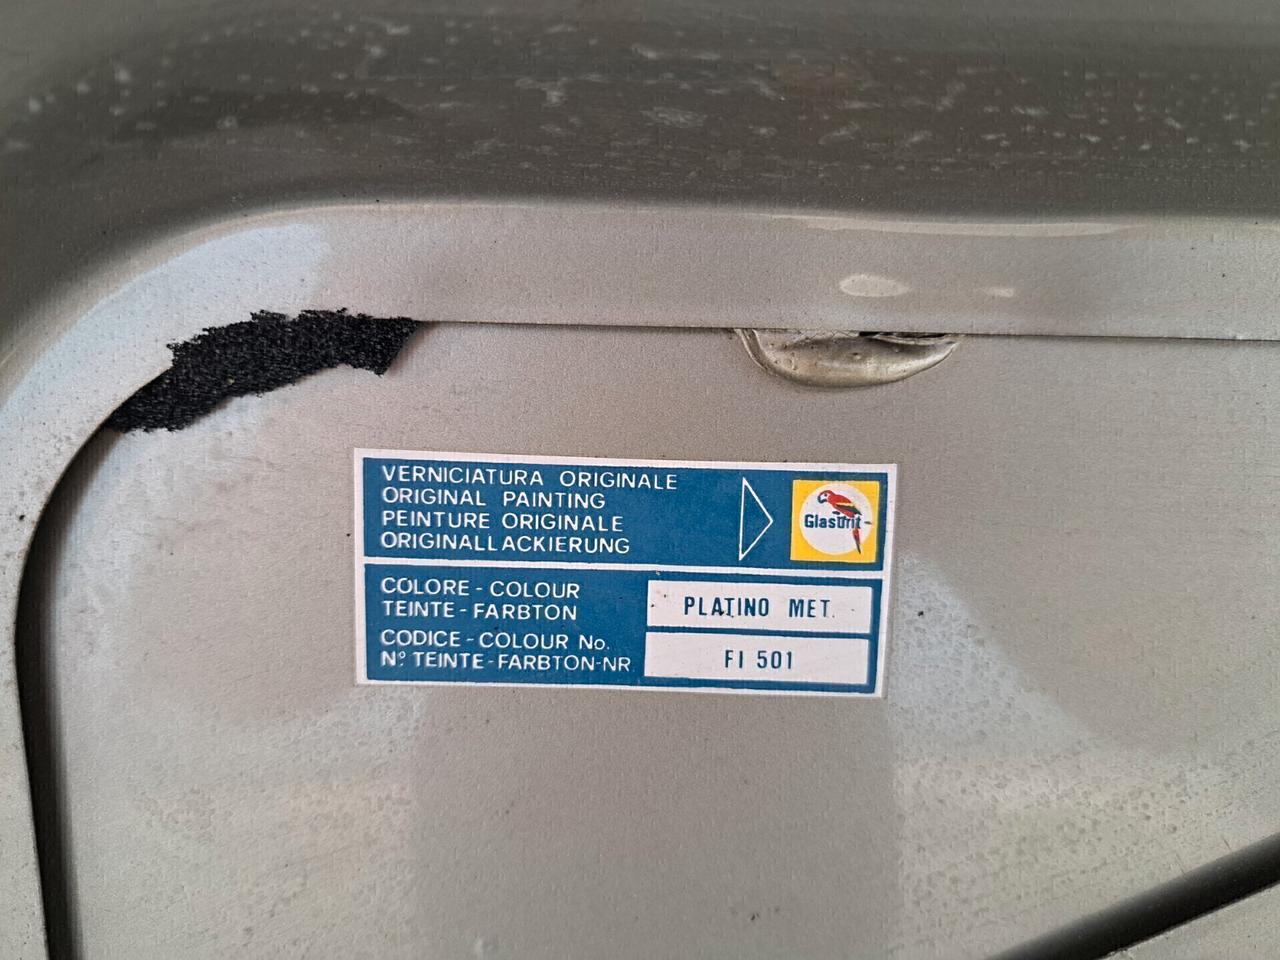 VERNICIATURA ORIGINALE
ORIGINAL PAINTING
PEINTURE ORIGINALE
ORIGINALLACKIERUNG
Glasurit
COLORE - COLOUR
TEINTE - FARBTON
PLATINO MET.
CODICE - COLOUR No.
N° TEINTE - FARBTON-NR.
FI 501